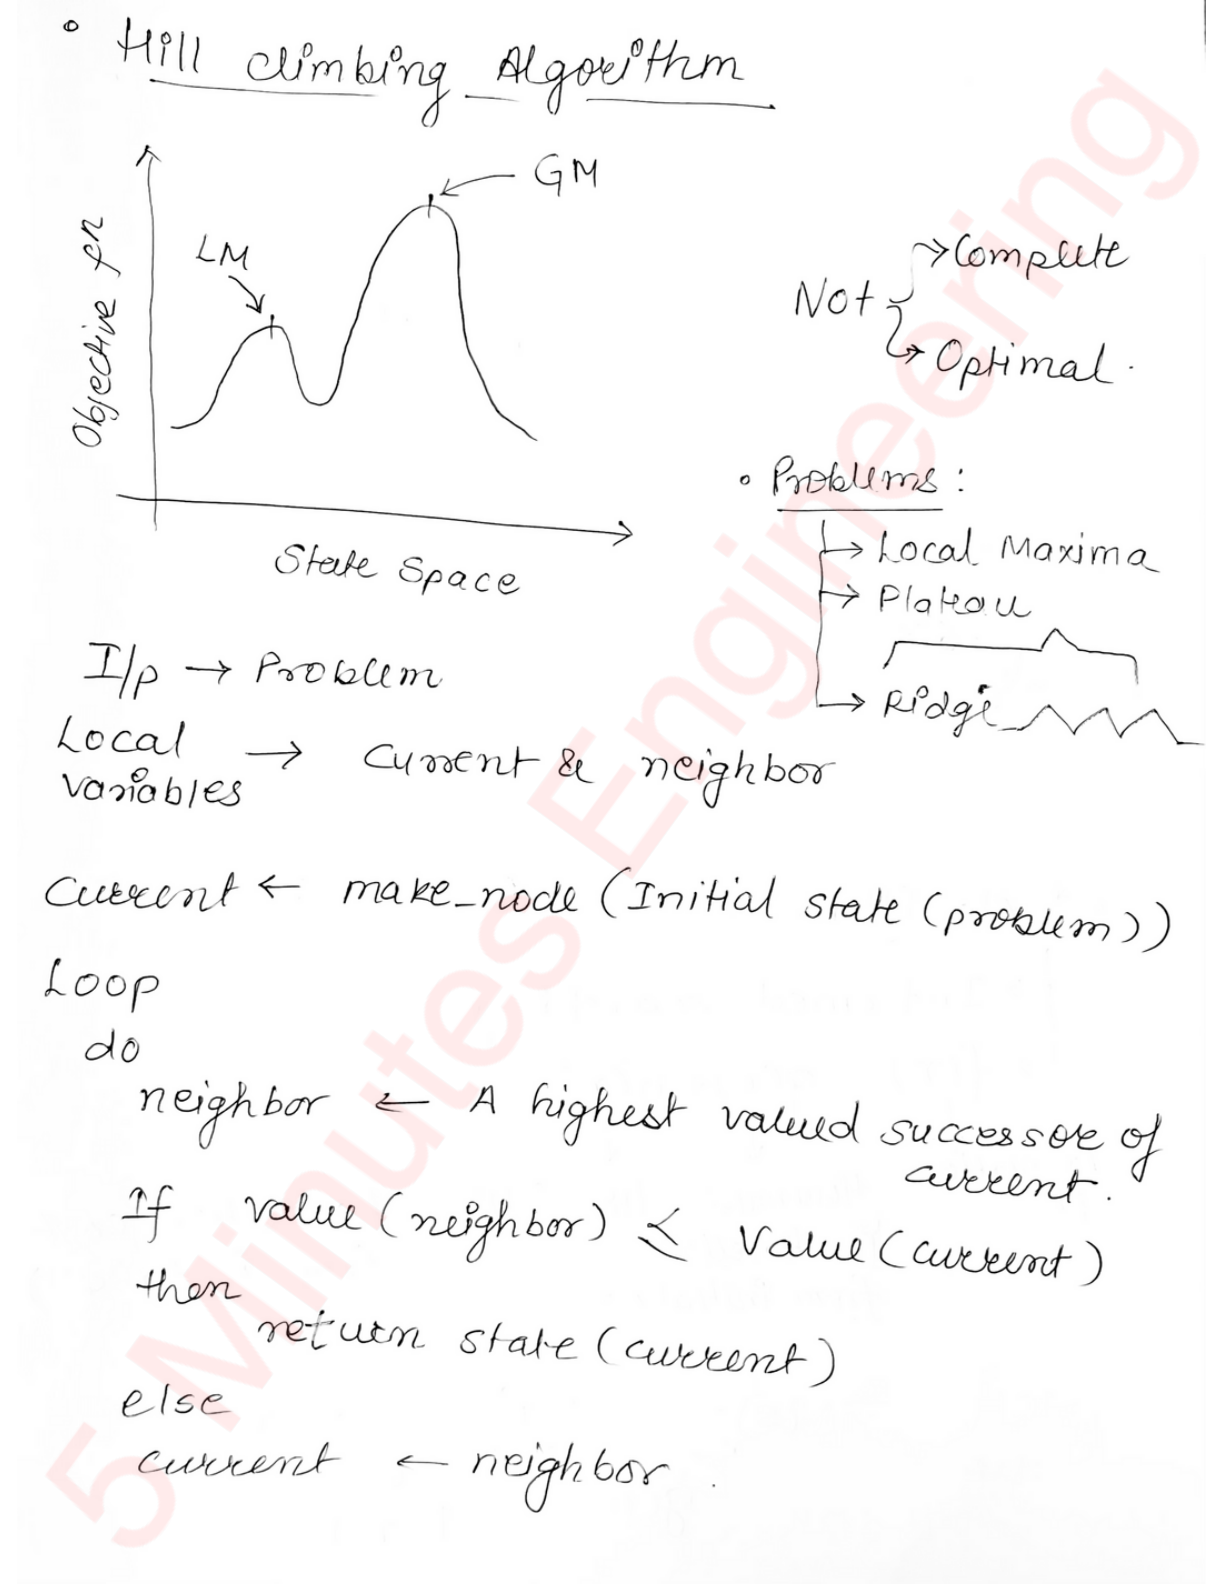 Hill climbing Algorithm
GM
LM
Objective fn
State Space
Not
Complete
Optimal.
Problems:
Local Maxima
Plateau
Ridge
I/p → Problem
Local variables → Current & neighbor
Current ← make_node (Initial state (problem))
Loop
do
neighbor ← A highest valued successor of
current.
If value (neighbor) ≤ Value (current)
then
return state (current)
else
current ← neighbor.
5 Minutes Engineering